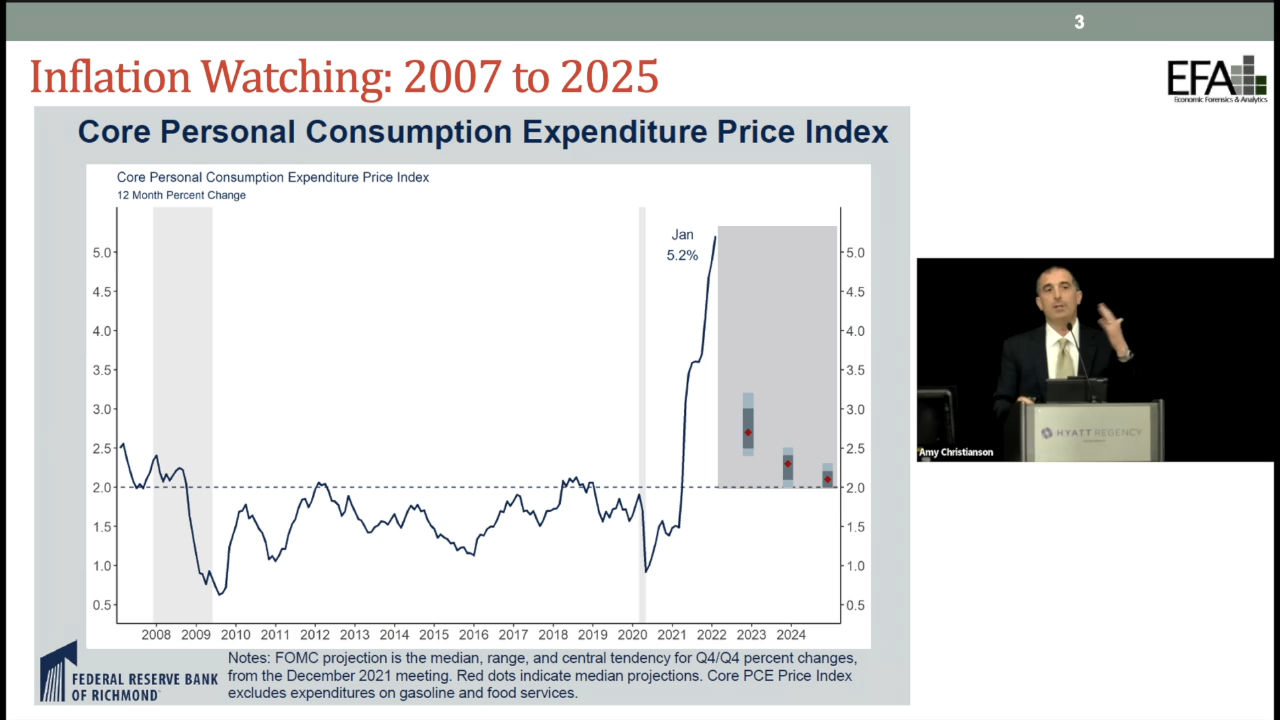 3
Inflation Watching: 2007 to 2025
EFA
Economic Forensics & Analytics
Core Personal Consumption Expenditure Price Index
Core Personal Consumption Expenditure Price Index
12 Month Percent Change
Jan
5.2%
5.0 5.0
4.5 4.5
4.0 4.0
3.5 3.5
3.0 3.0
2.5 2.5
2.0 2.0
1.5 1.5
1.0 1.0
0.5 0.5
2008 2009 2010 2011 2012 2013 2014 2015 2016 2017 2018 2019 2020 2021 2022 2023 2024
FEDERAL RESERVE BANK
OF RICHMOND
Notes: FOMC projection is the median, range, and central tendency for Q4/Q4 percent changes,
from the December 2021 meeting. Red dots indicate median projections. Core PCE Price Index
excludes expenditures on gasoline and food services.
HYATT REGENCY
Amy Christianson